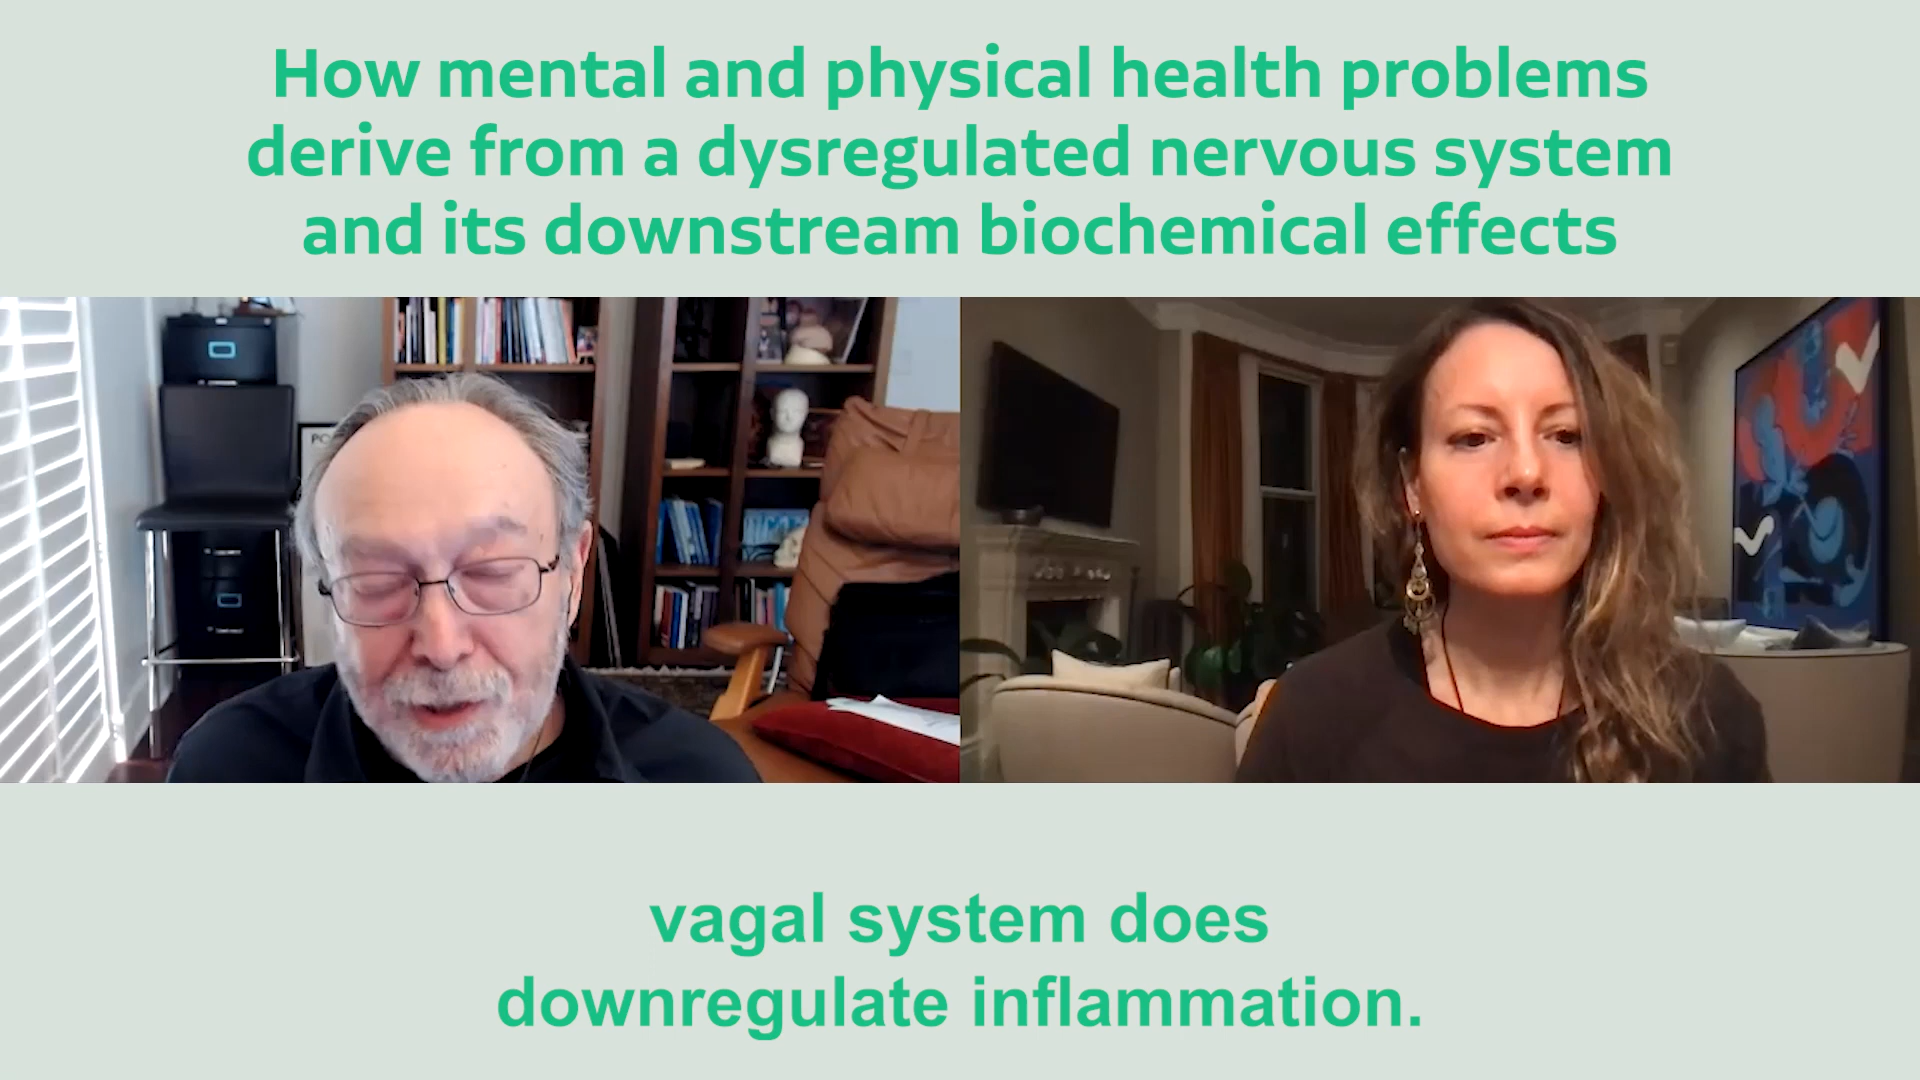 How mental and physical health problems
derive from a dysregulated nervous system
and its downstream biochemical effects
PO
vagal system does
downregulate inflammation.